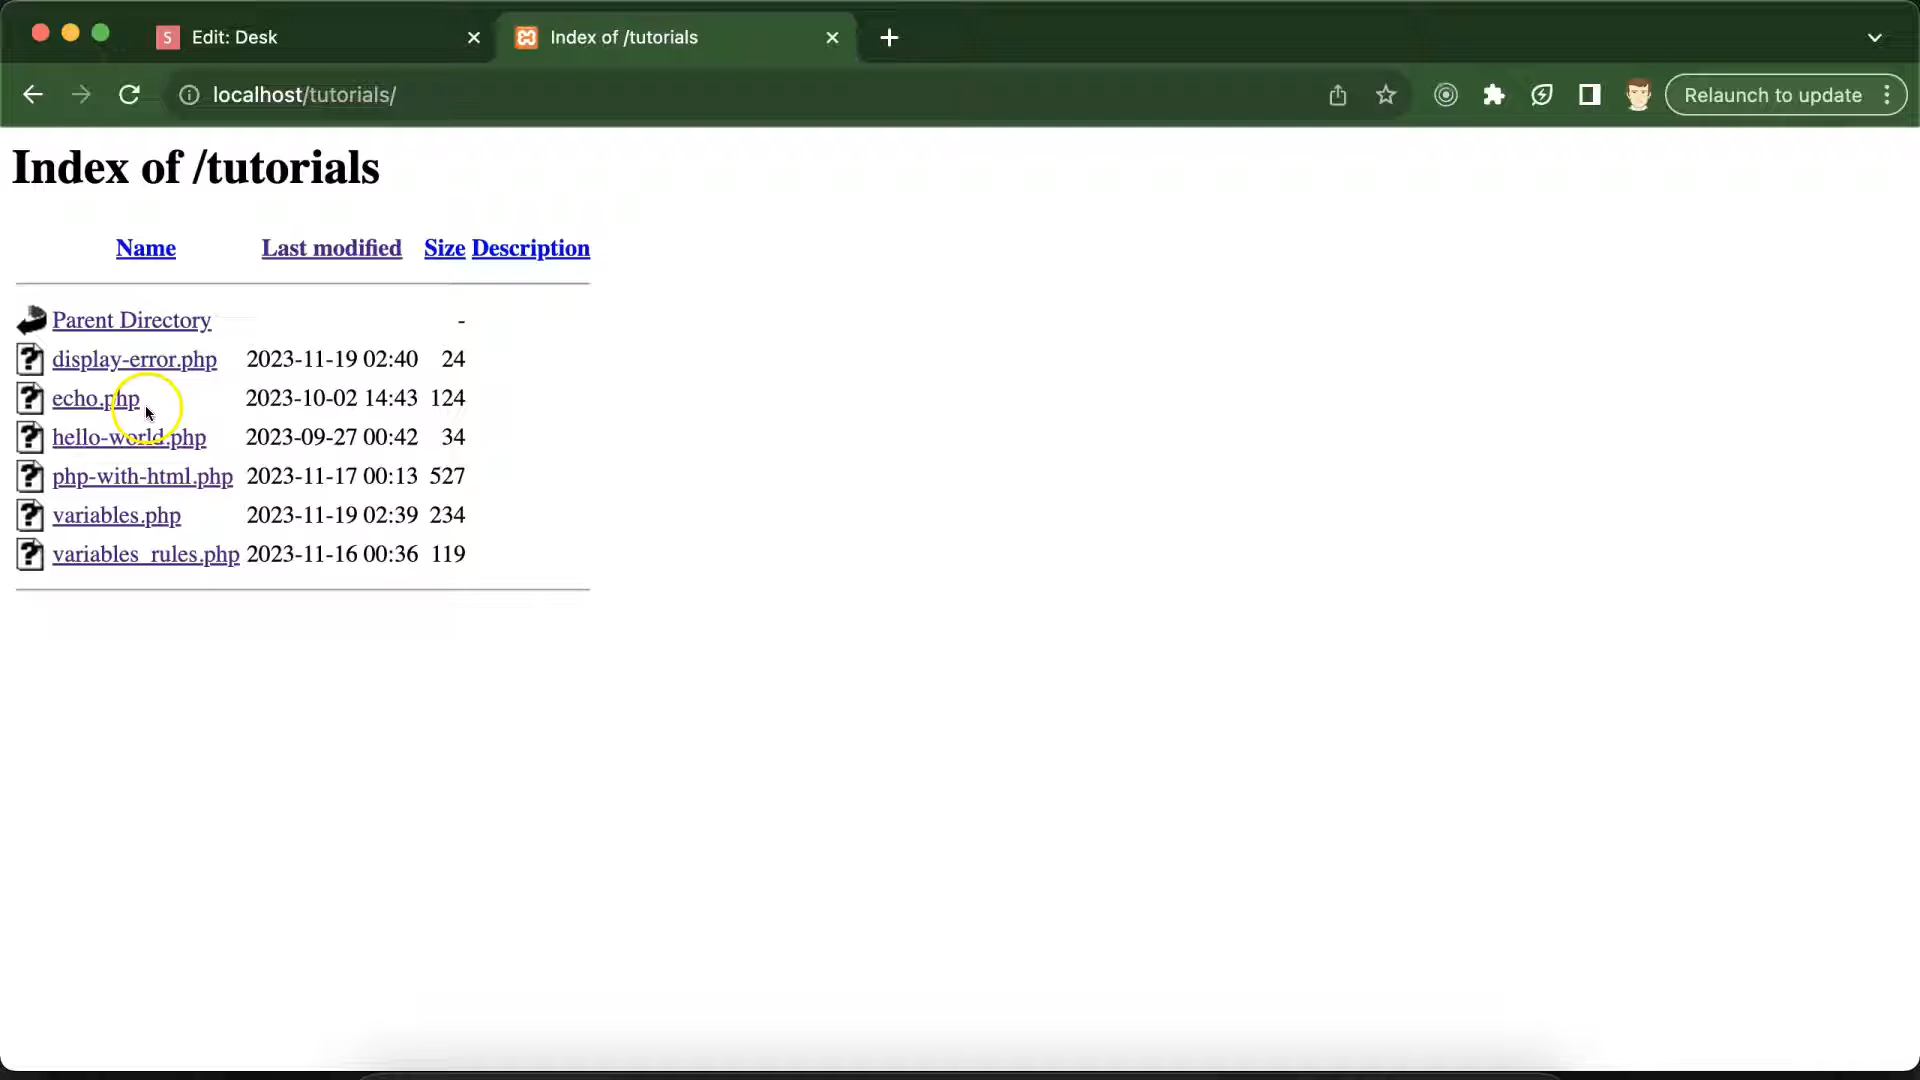 S Edit: Desk Index of /tutorials
localhost/tutorials/ Relaunch to update
Index of /tutorials
Name Last modified Size Description
Parent Directory -
display-error.php 2023-11-19 02:40 24
echo.php 2023-10-02 14:43 124
hello-world.php 2023-09-27 00:42 34
php-with-html.php 2023-11-17 00:13 527
variables.php 2023-11-19 02:39 234
variables_rules.php 2023-11-16 00:36 119